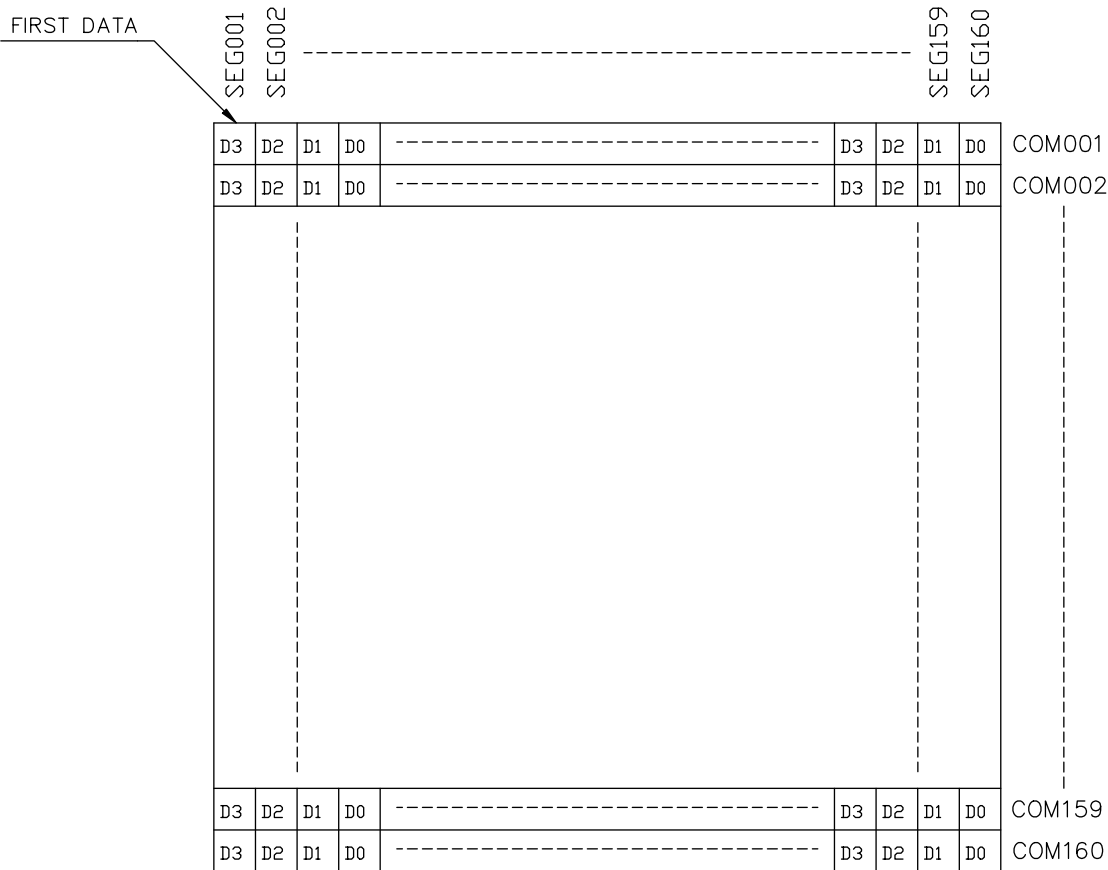 FIRST DATA
SEG001
SEG002
SEG159
SEG160
D3 D2 D1 D0 D3 D2 D1 D0 COM001
D3 D2 D1 D0 D3 D2 D1 D0 COM002
D3 D2 D1 D0 D3 D2 D1 D0 COM159
D3 D2 D1 D0 D3 D2 D1 D0 COM160